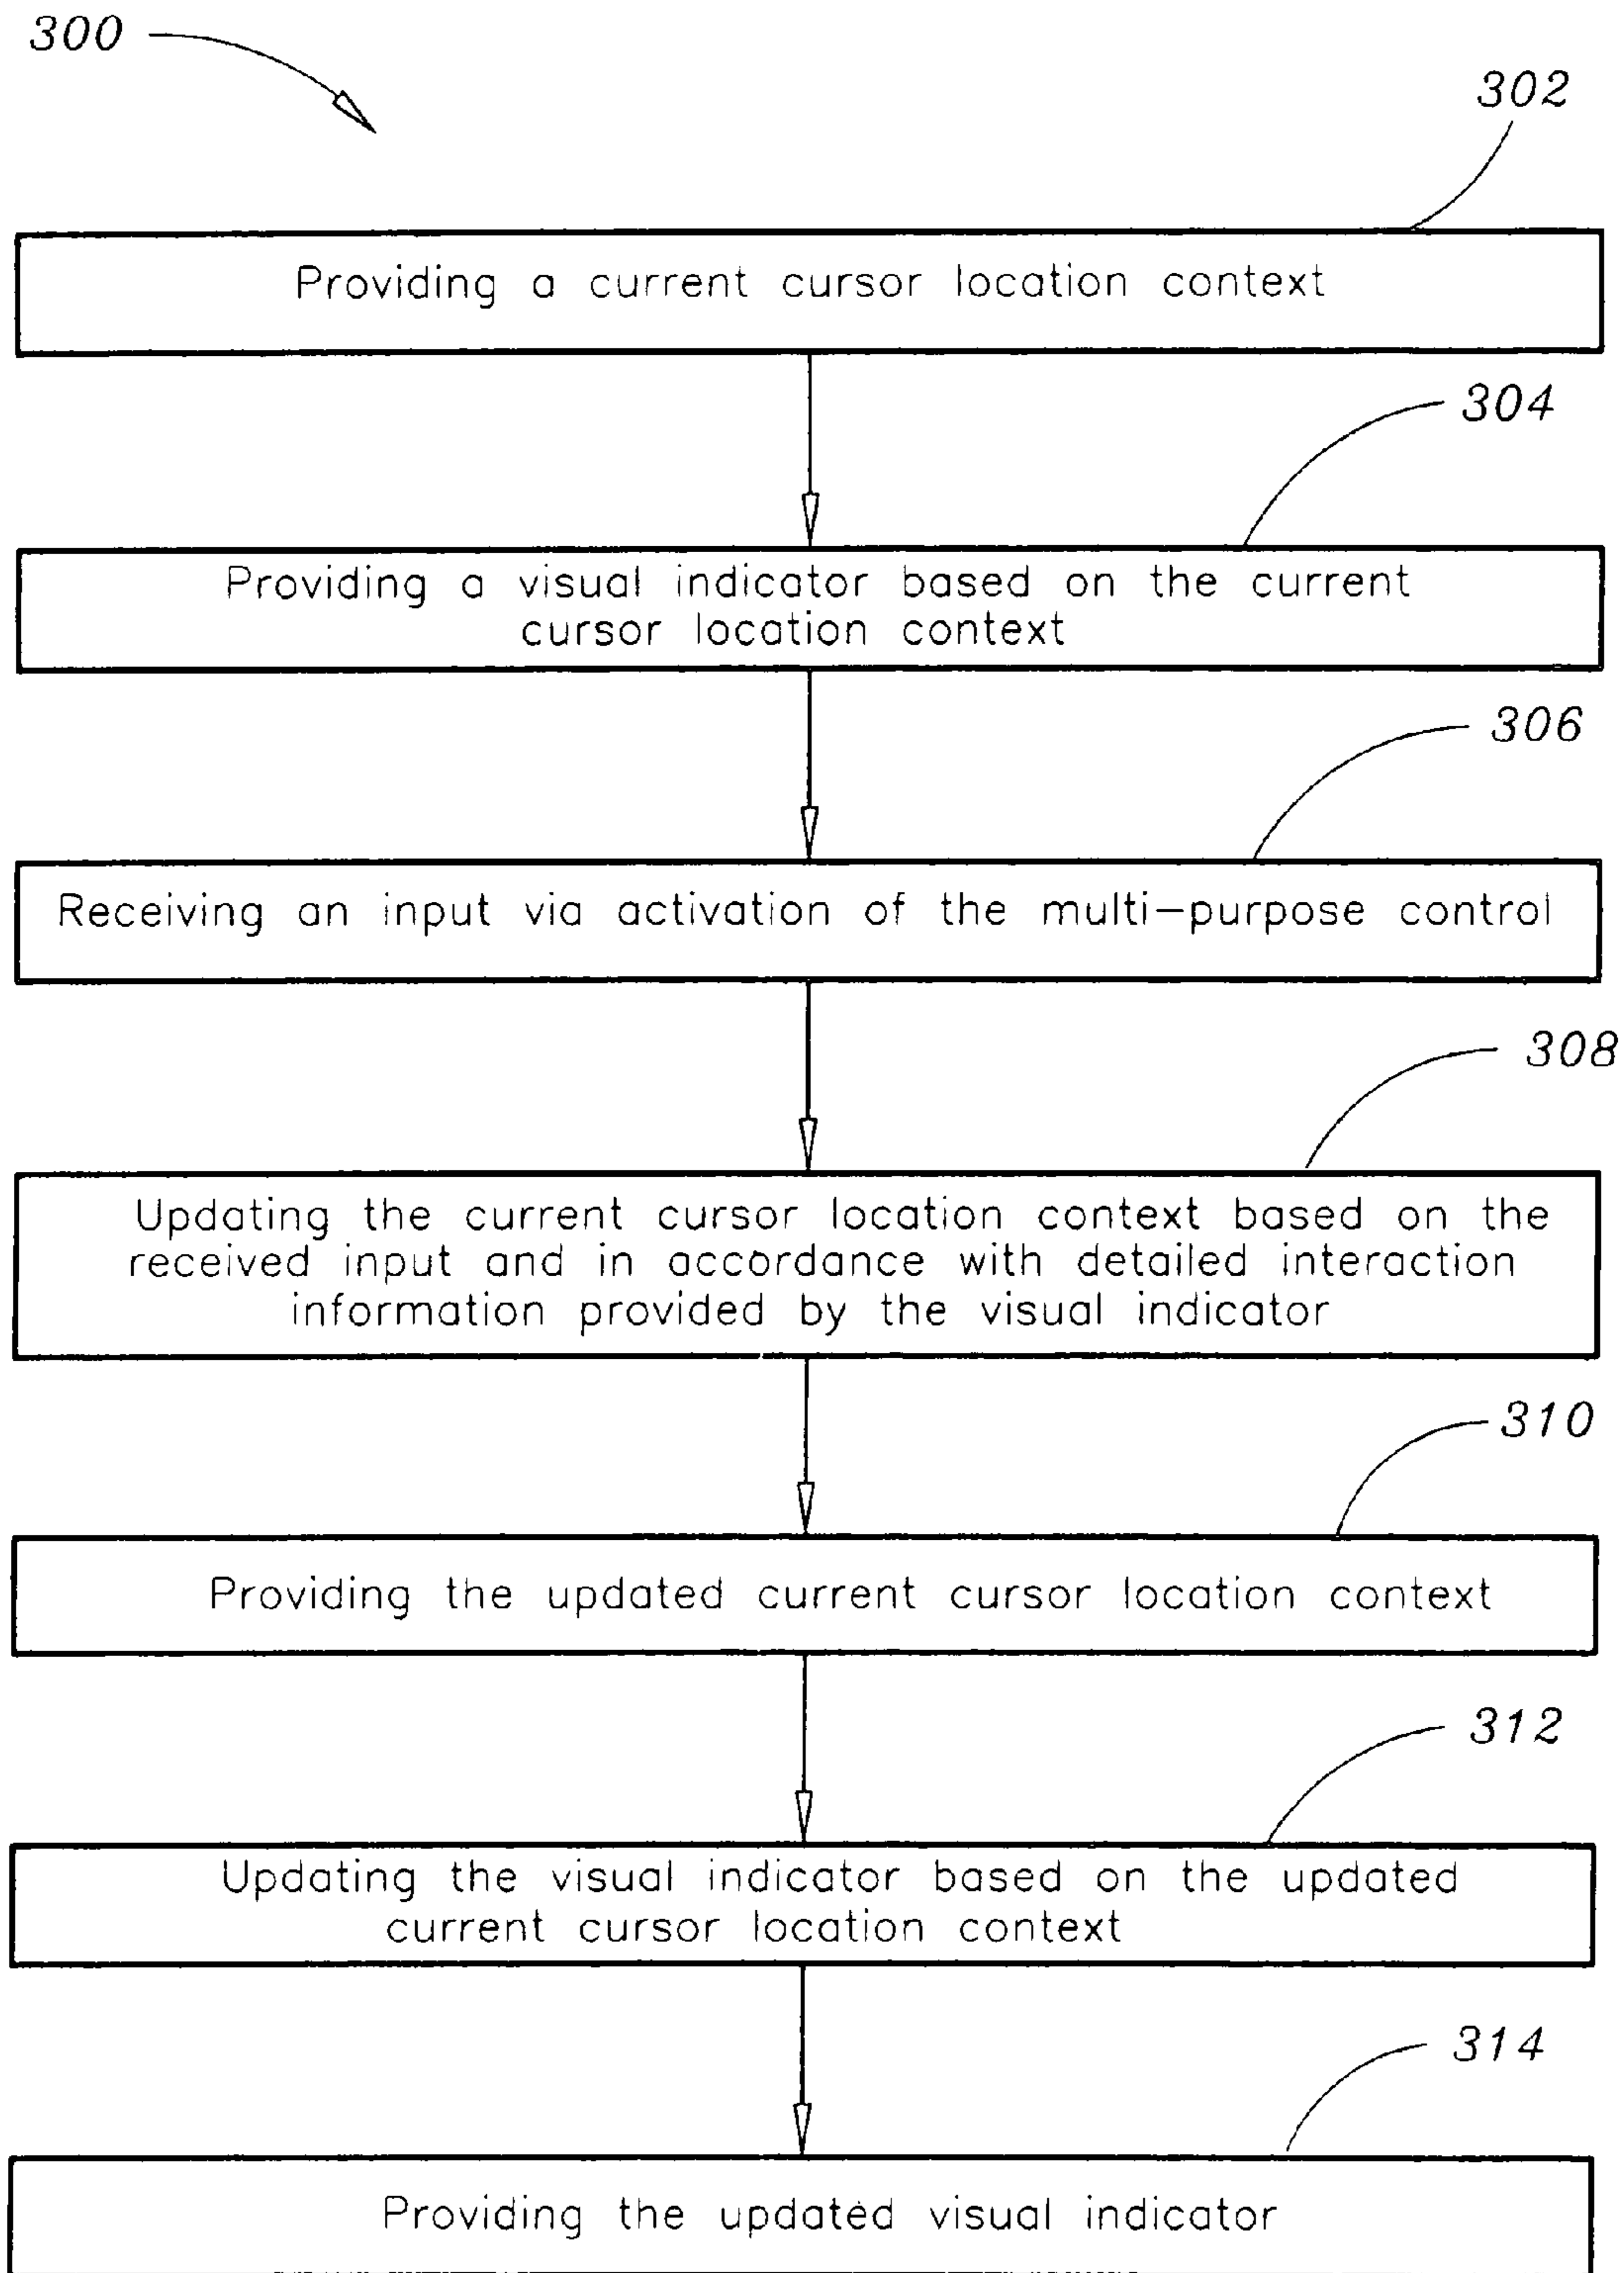 300
302
Providing a current cursor location context
304
Providing a visual indicator based on the current
cursor location context
306
Receiving an input via activation of the multi-purpose control
308
Updating the current cursor location context based on the
received input and in accordance with detailed interaction
information provided by the visual indicator
310
Providing the updated current cursor location context
312
Updating the visual indicator based on the updated
current cursor location context
314
Providing the updated visual indicator